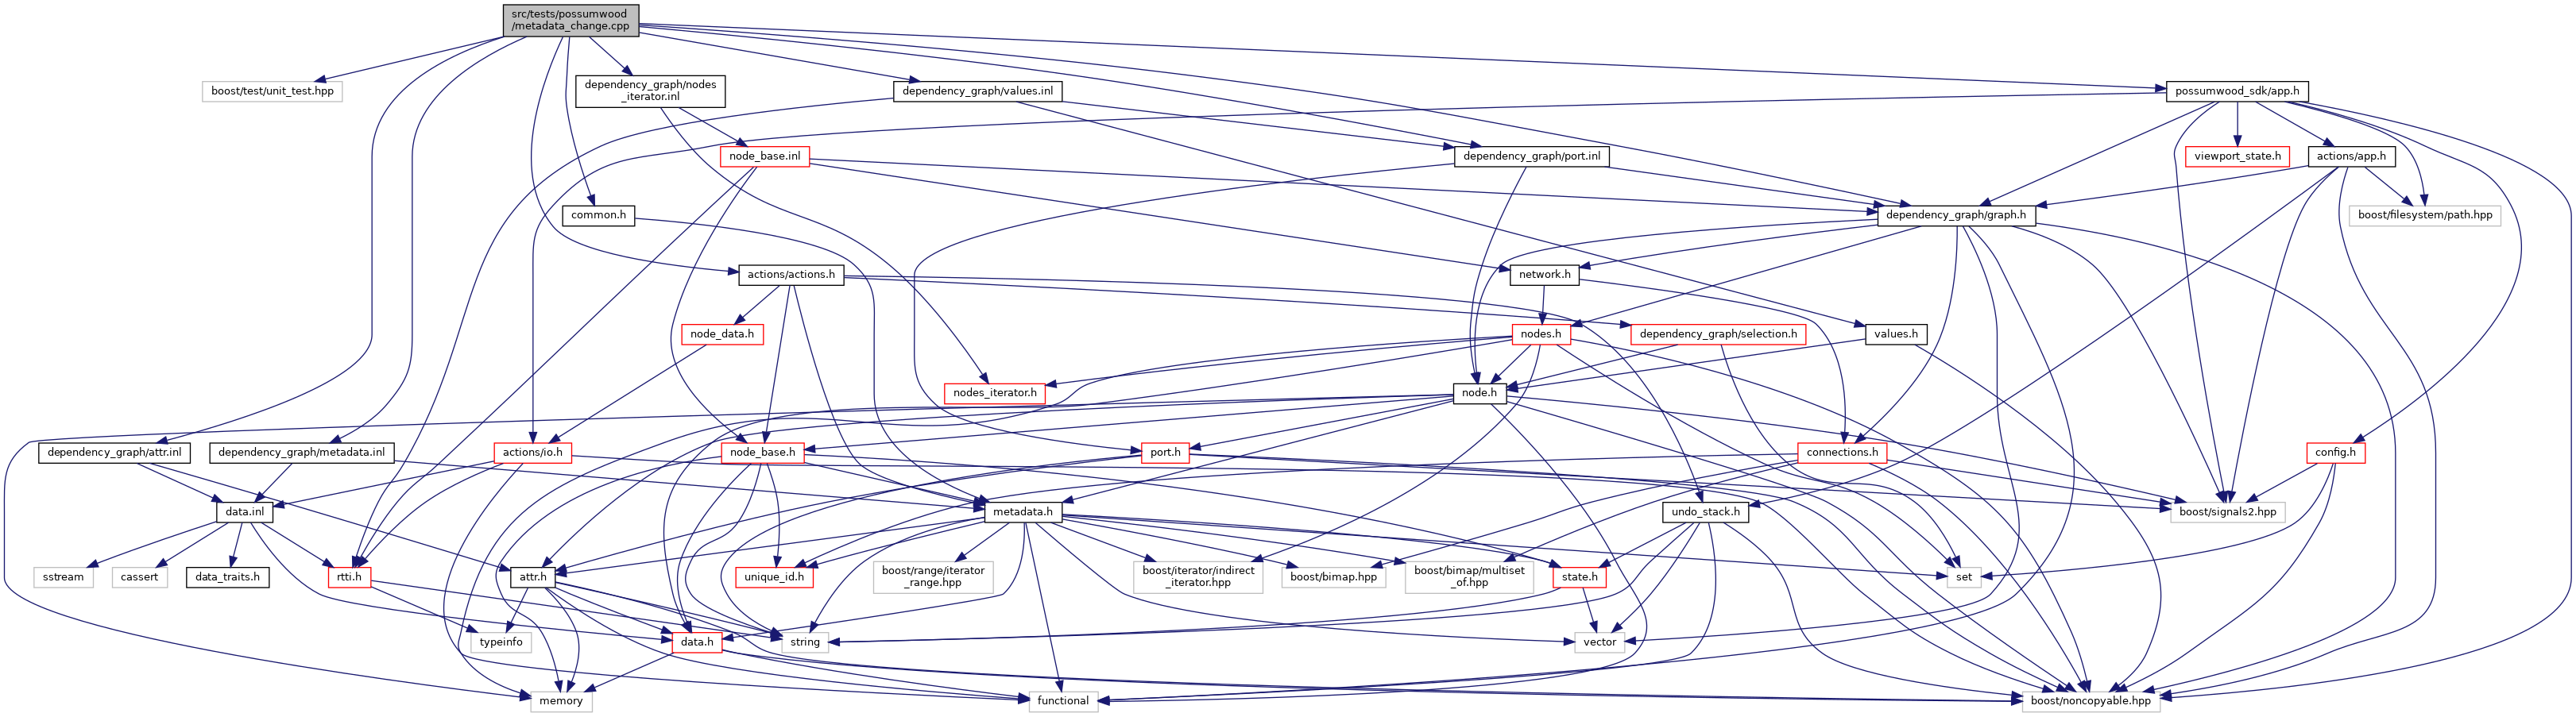 src/tests/possumwood
/metadata_change.cpp
boost/test/unit_test.hpp
dependency_graph/nodes
_iterator.inl
dependency_graph/values.inl
possumwood_sdk/app.h
node_base.inl
dependency_graph/port.inl
viewport_state.h
actions/app.h
common.h
dependency_graph/graph.h
boost/filesystem/path.hpp
actions/actions.h
network.h
node_data.h
dependency_graph/selection.h
nodes.h
values.h
nodes_iterator.h
node.h
dependency_graph/attr.inl
dependency_graph/metadata.inl
actions/io.h
node_base.h
port.h
connections.h
config.h
data.inl
metadata.h
undo_stack.h
boost/signals2.hpp
sstream
cassert
data_traits.h
rtti.h
attr.h
unique_id.h
boost/range/iterator
_range.hpp
boost/iterator/indirect
_iterator.hpp
boost/bimap.hpp
boost/bimap/multiset
_of.hpp
state.h
set
typeinfo
data.h
string
vector
memory
functional
boost/noncopyable.hpp